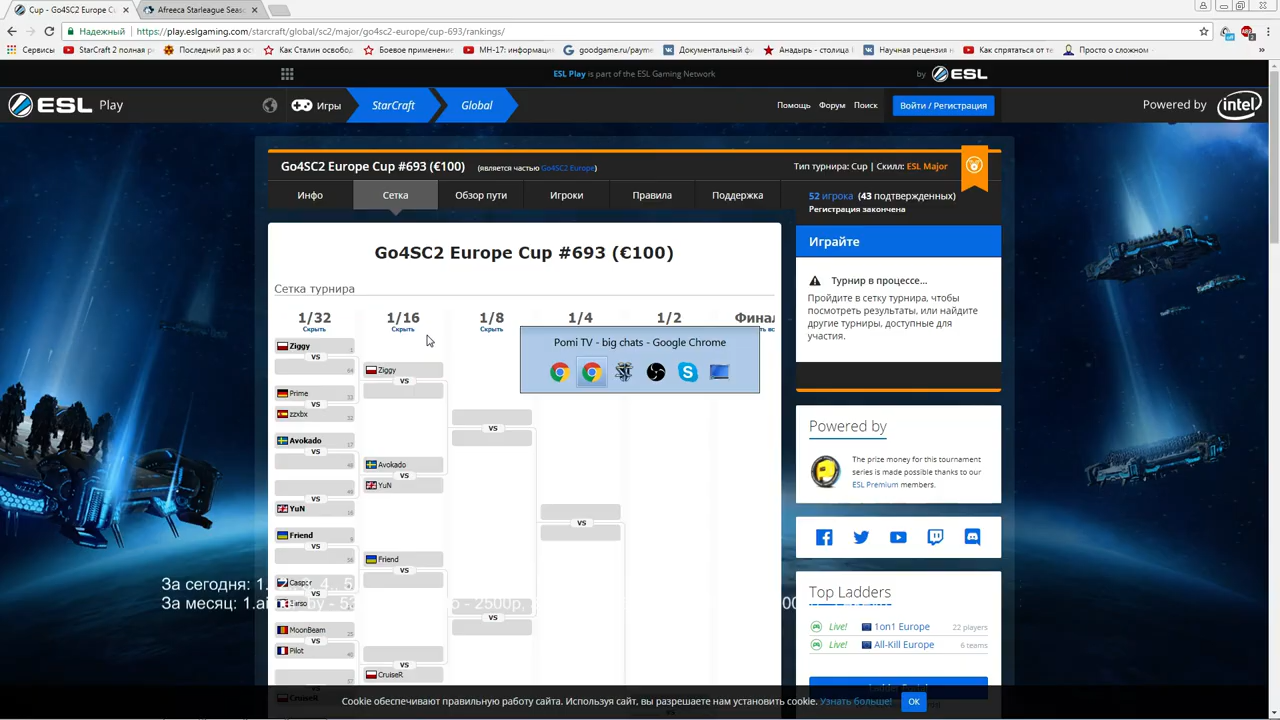 Cup - Go4SC2 Europe Cu
Afreeca Starleague Seas
Надежный
https://play.eslgaming.com/starcraft/global/sc2/major/go4sc2-europe/cup-693/rankings/
Сервисы
StarCraft 2 полная р
Последний раз я ос
Как Сталин освобод
Боевое применение
МН-17: информаци
goodgame.ru/payme
Документальный ф
Анадырь - столица
Научная рецензия н
Как спрятаться от те
Просто о сложном -
ESL Play is part of the ESL Gaming Network
by ESL
ESL Play
Игры
StarCraft
Global
Помощь
Форум
Поиск
Войти / Регистрация
Powered by intel
Go4SC2 Europe Cup #693 (€100)
(является частью Go4SC2 Europe)
Тип турнира: Cup | Скилл: ESL Major
Инфо
Сетка
Обзор пути
Игроки
Правила
Поддержка
52 игрока (43 подтвержденных)
Регистрация закончена
Играйте
Турнир в процессе...
Пройдите в сетку турнира, чтобы
посмотреть результаты, или найдите
другие турниры, доступные для
участия.
Go4SC2 Europe Cup #693 (€100)
Сетка турнира
1/32
1/16
1/8
1/4
1/2
Финал
Скрыть
Скрыть
Скрыть
Pomi TV - big chats - Google Chrome
Ziggy
VS
Ziggy
VS
Prime
VS
zzxbx
VS
Avokado
VS
Avokado
VS
YuN
VS
YuN
VS
Friend
VS
Friend
VS
VS
MoonBeam
VS
Pilot
CruiseR
VS
CruiseR
За сегодня: 1.
За месяц: 1.
2500р,
Powered by
The prize money for this tournament
series is made possible thanks to our
ESL Premium members.
Top Ladders
Live! 1on1 Europe 22 players
Live! All-Kill Europe 6 teams
Cookie обеспечивают правильную работу сайта. Используя сайт, вы разрешаете нам установить cookie. Узнать больше!
OK